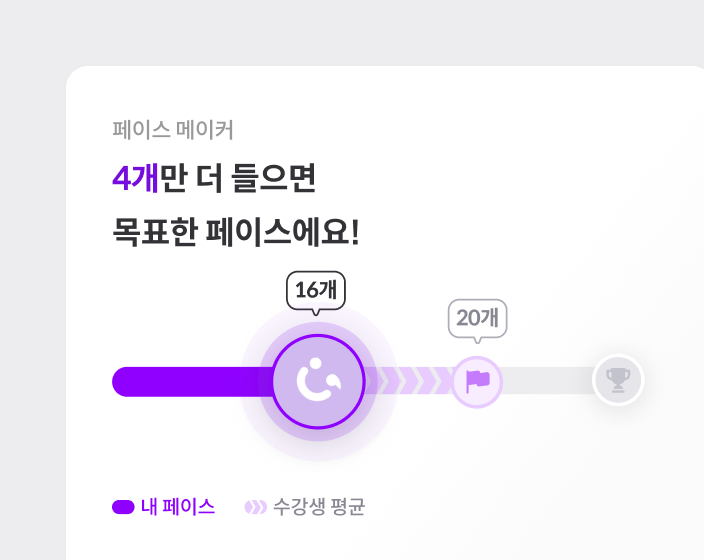 페이스 메이커
4개만 더 들으면
목표한 페이스에요!
16개
20개
내 페이스
수강생 평균